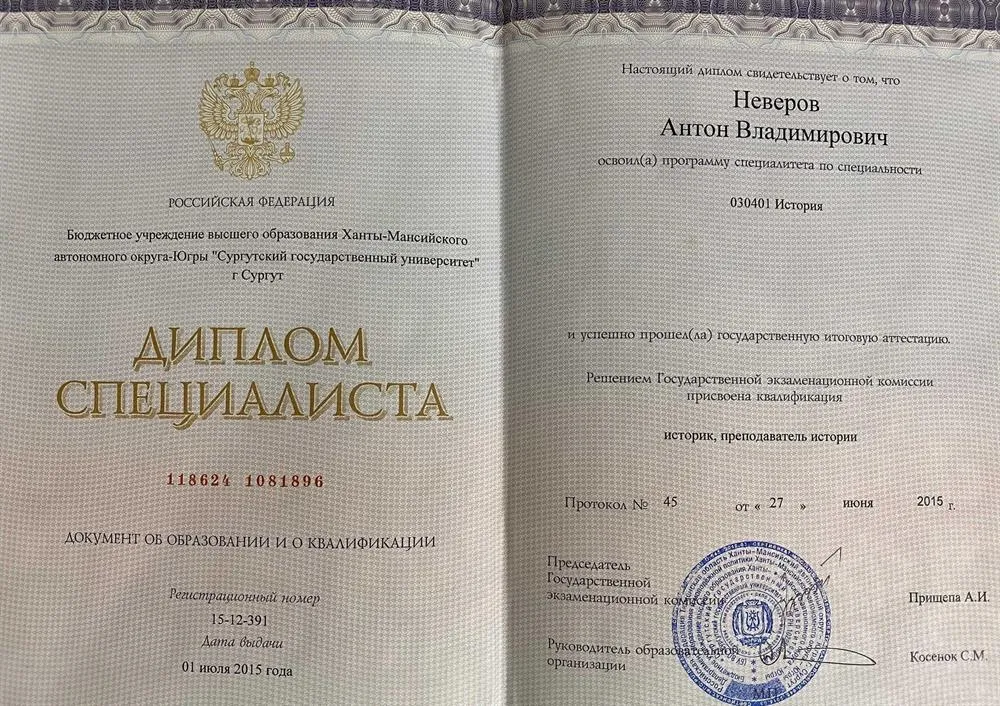 РОССИЙСКАЯ ФЕДЕРАЦИЯ
Бюджетное учреждение высшего образования Ханты-Мансийского
автономного округа-Югры "Сургутский государственный университет"
г Сургут
ДИПЛОМ
СПЕЦИАЛИСТА
118624 1081896
ДОКУМЕНТ ОБ ОБРАЗОВАНИИ И О КВАЛИФИКАЦИИ
Регистрационный номер
15-12-391
Дата выдачи
01 июля 2015 года
Настоящий диплом свидетельствует о том, что
Неверов
Антон Владимирович
освоил(а) программу специалитета по специальности
030401 История
и успешно прошел(ла) государственную итоговую аттестацию.
Решением Государственной экзаменационной комиссии
присвоена квалификация
историк, преподаватель истории
Протокол № 45 от « 27 » июня 2015 г.
Председатель
Государственной
экзаменационной комиссии
Прищепа А.И.
Руководитель образовательной
организации
Косенок С.М.
М.П.